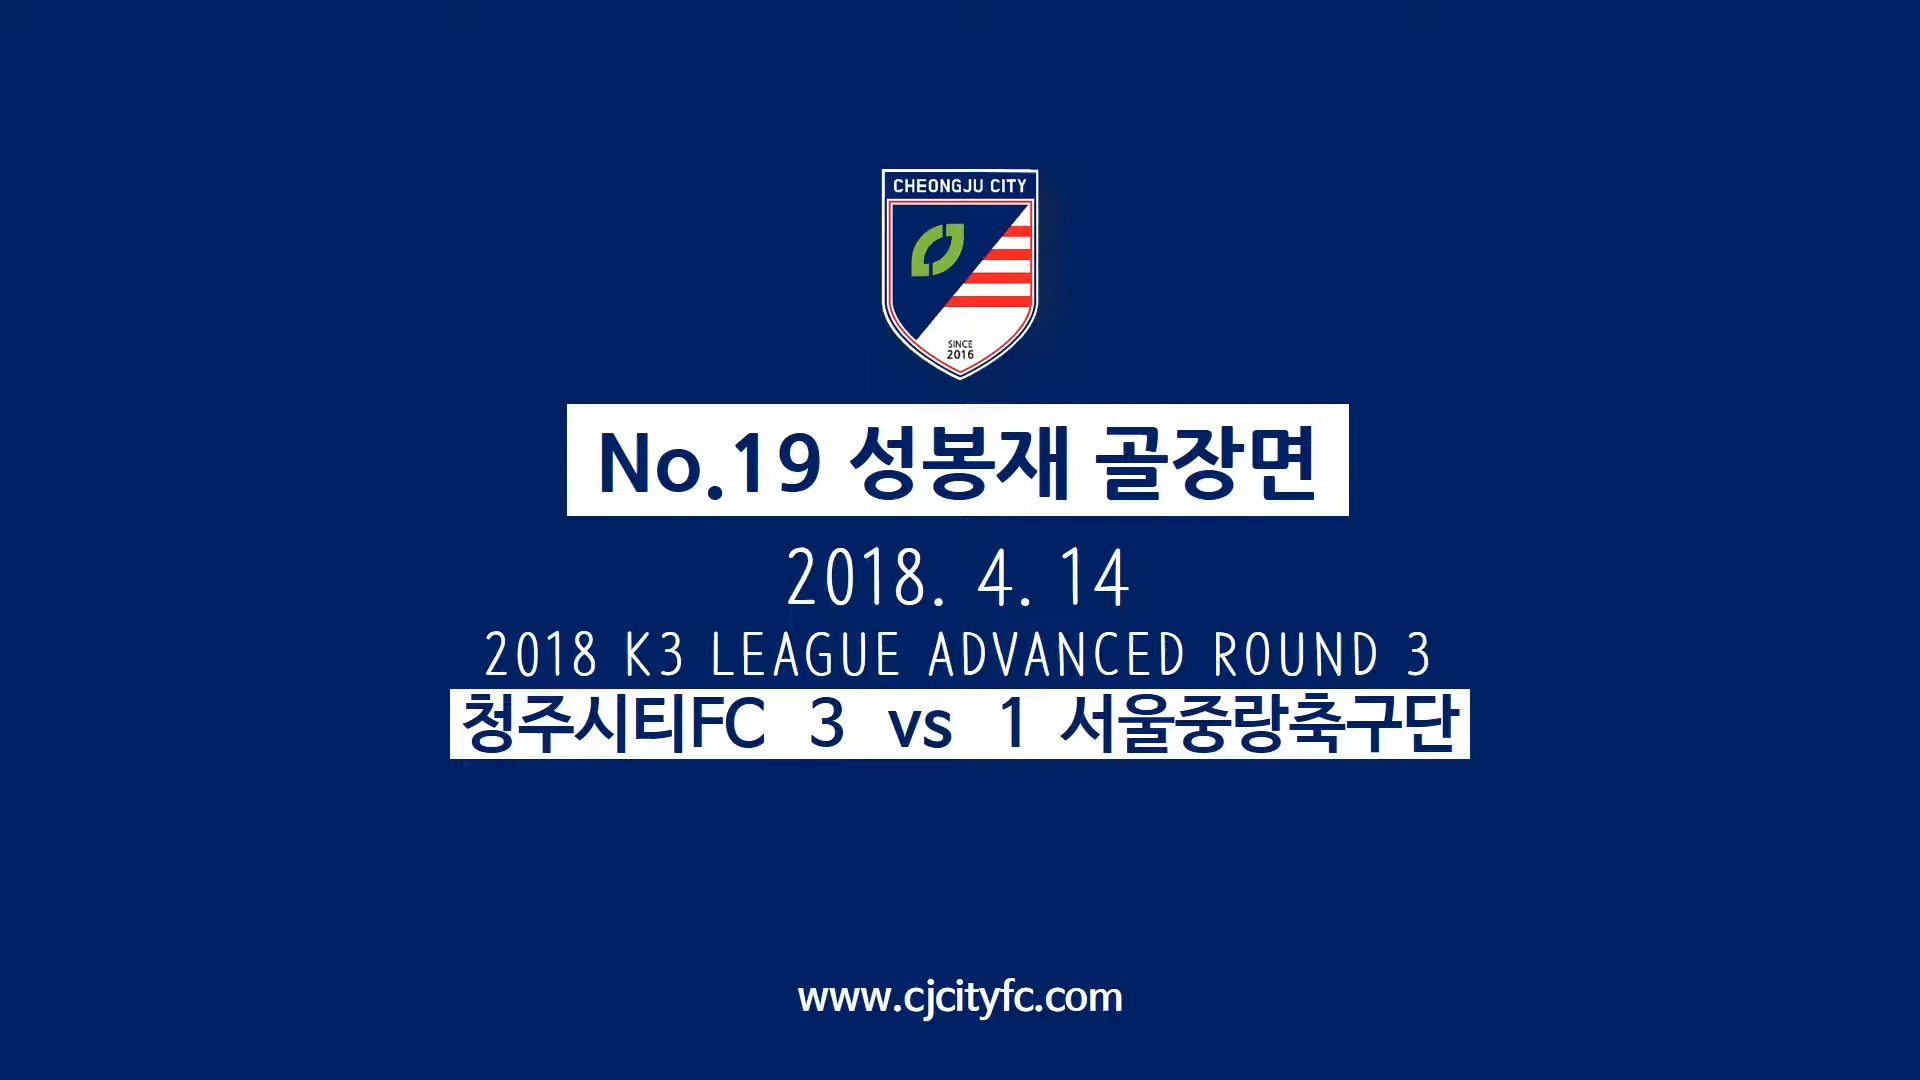 CHEONGJU CITY
SINCE
2016
No.19 성봉재 골장면
2018. 4. 14
2018 K3 LEAGUE ADVANCED ROUND 3
청주시티FC 3 vs 1 서울중랑축구단
www.cjcityfc.com